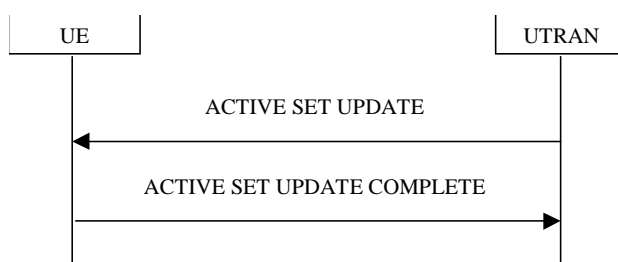 UE
UTRAN
ACTIVE SET UPDATE
ACTIVE SET UPDATE COMPLETE